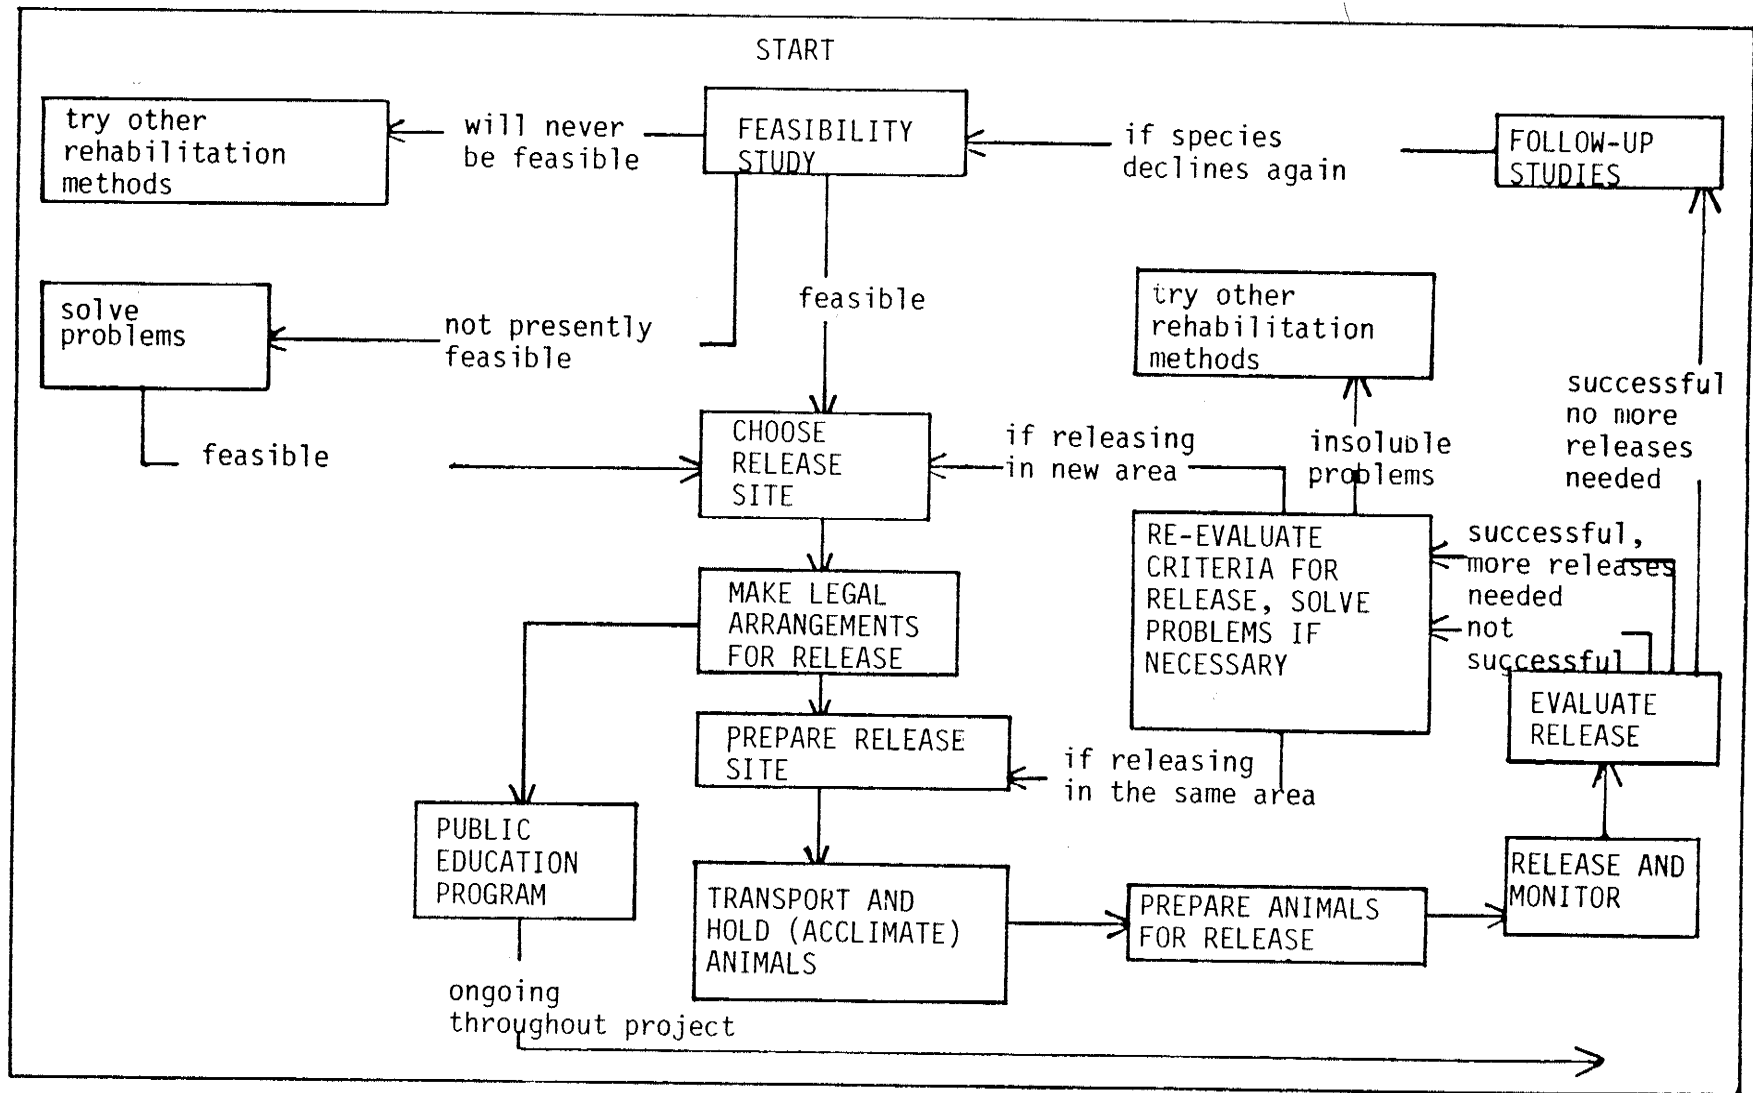 START
FEASIBILITY
STUDY
will never
be feasible
try other
rehabilitation
methods
if species
declines again
FOLLOW-UP
STUDIES
solve
problems
not presently
feasible
feasible
try other
rehabilitation
methods
successful
no more
releases
needed
feasible
CHOOSE
RELEASE
SITE
if releasing
in new area
insoluble
problems
RE-EVALUATE
CRITERIA FOR
RELEASE, SOLVE
PROBLEMS IF
NECESSARY
successful,
more releases
needed
not
successful
MAKE LEGAL
ARRANGEMENTS
FOR RELEASE
EVALUATE
RELEASE
PREPARE RELEASE
SITE
if releasing
in the same area
PUBLIC
EDUCATION
PROGRAM
TRANSPORT AND
HOLD (ACCLIMATE)
ANIMALS
PREPARE ANIMALS
FOR RELEASE
RELEASE AND
MONITOR
ongoing
throughout project